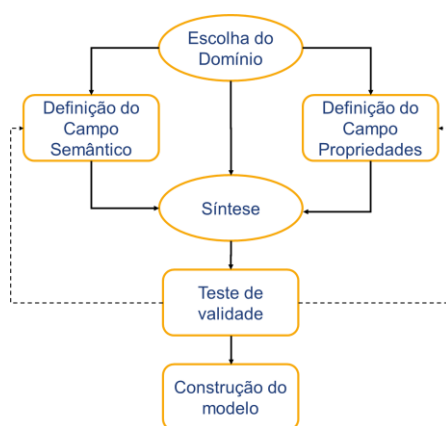 Escolha do
Domínio
Definição do
Campo
Semântico
Definição do
Campo
Propriedades
Síntese
Teste de
validade
Construção do
modelo